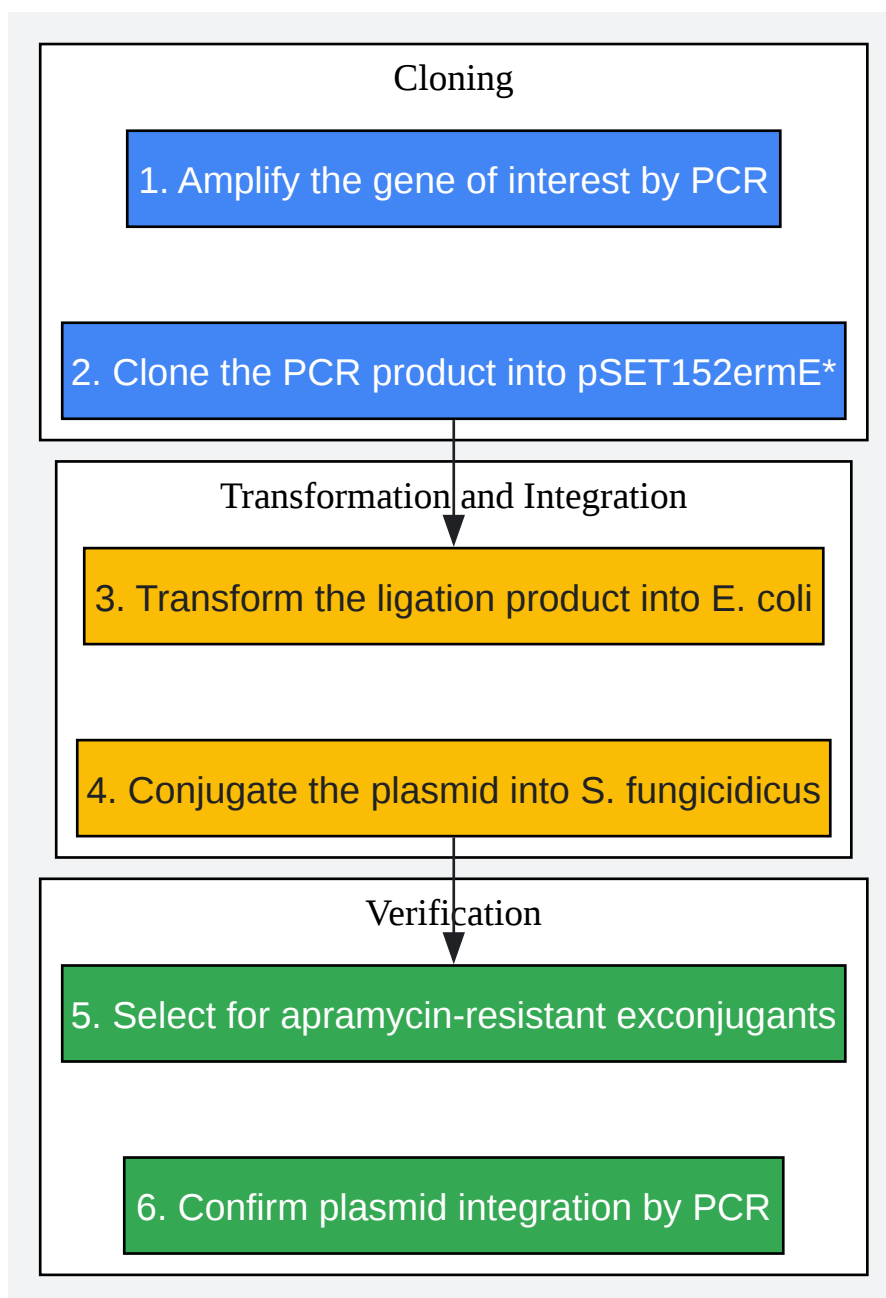 Cloning
1. Amplify the gene of interest by PCR
2. Clone the PCR product into pSET152ermE*
Transformation and Integration
3. Transform the ligation product into E. coli
4. Conjugate the plasmid into S. fungicidicus
Verification
5. Select for apramycin-resistant exconjugants
6. Confirm plasmid integration by PCR